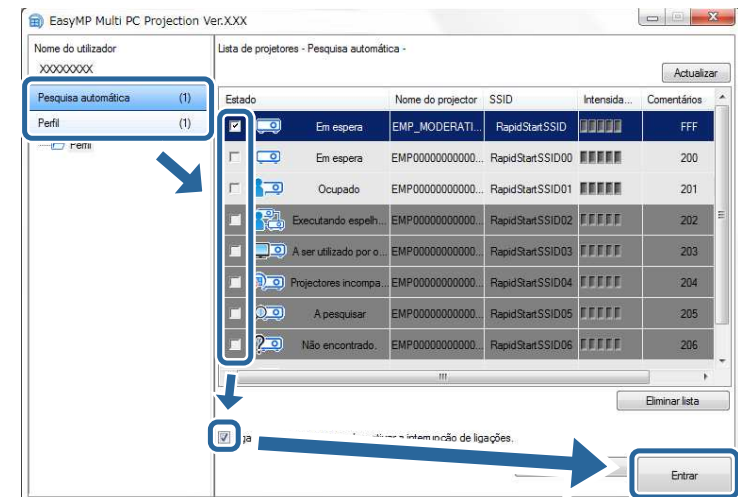 EasyMP Multi PC Projection Ver.XXX
Nome do utilizador
XXXXXXXX
Lista de projetores - Pesquisa automática -
Actualizar
Pesquisa automática (1)
Perfil (1)
Perfil
Estado Nome do projector SSID Intensida... Comentários
Em espera EMP_MODERATI... RapidStartSSID FFF
Em espera EMP00000000000... RapidStartSSID00 200
Ocupado EMP00000000000... RapidStartSSID01 201
Executando espelh... EMP00000000000... RapidStartSSID02 202
A ser utilizado por o... EMP00000000000... RapidStartSSID03 203
Projectores incompa... EMP00000000000... RapidStartSSID04 204
A pesquisar EMP00000000000... RapidStartSSID05 205
Não encontrado. EMP00000000000... RapidStartSSID06 206
Eliminar lista
a interrupção de ligações.
Entrar